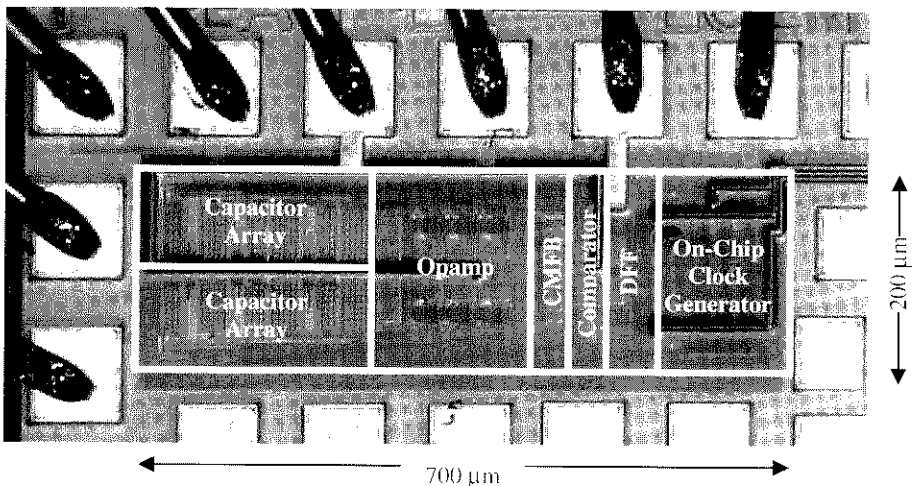 Capacitor
Array
Capacitor
Array
Opamp
CMFB
Comparator
DFF
On-Chip
Clock
Generator
200 µm
700 µm